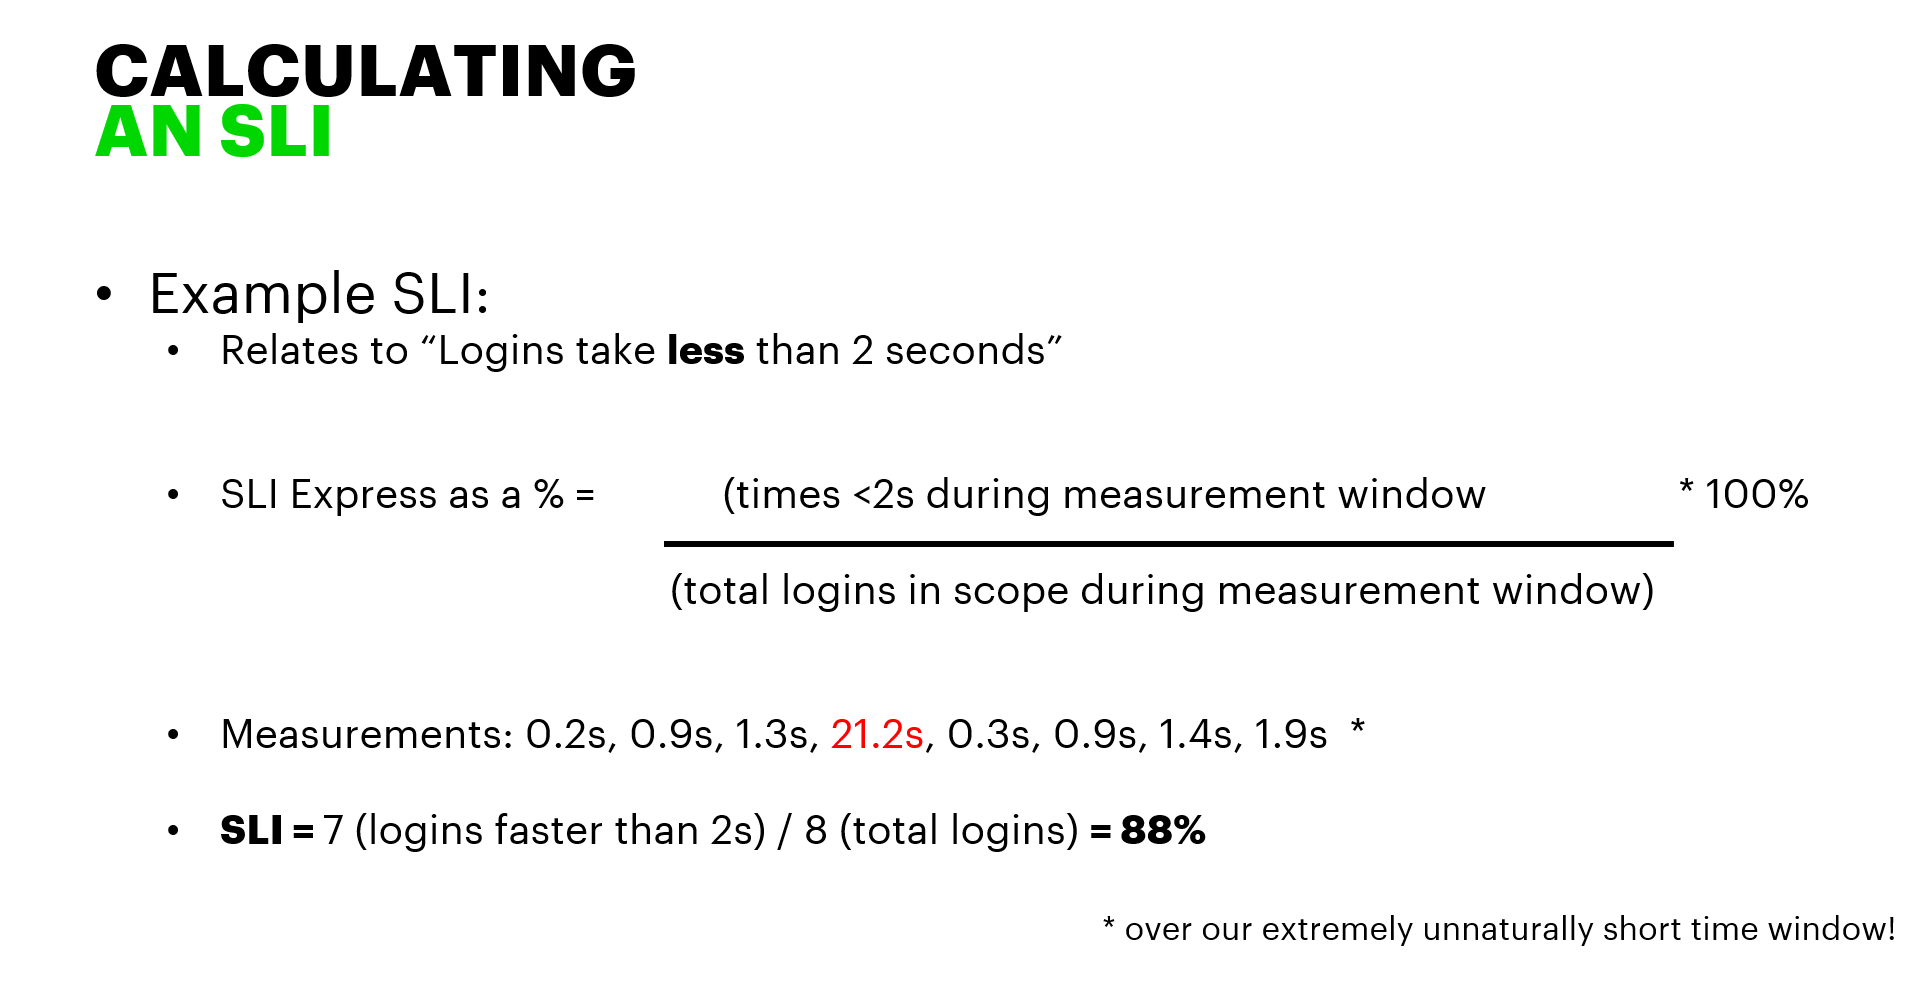 CALCULATING
AN SLI
• Example SLI:
• Relates to “Logins take less than 2 seconds”
• SLI Express as a % = (times <2s during measurement window * 100%
(total logins in scope during measurement window)
• Measurements: 0.2s, 0.9s, 1.3s, 21.2s, 0.3s, 0.9s, 1.4s, 1.9s *
• SLI = 7 (logins faster than 2s) / 8 (total logins) = 88%
* over our extremely unnaturally short time window!